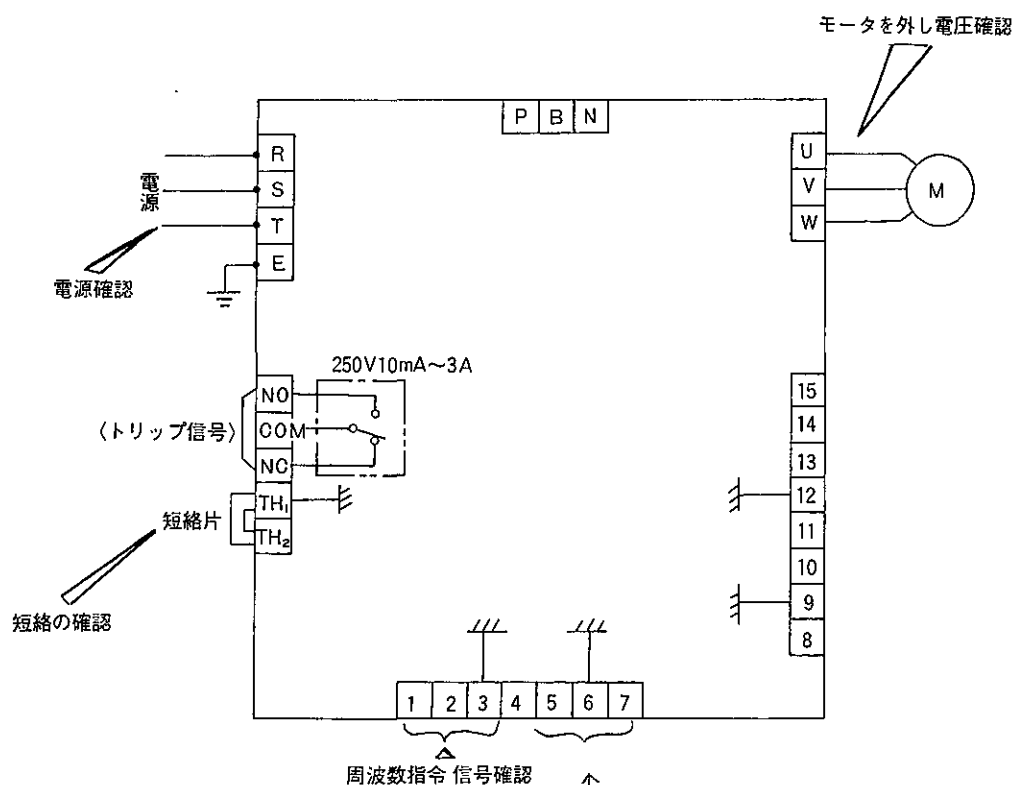 モータを外し電圧確認
P B N
R
S
T
E
電源
電源確認
U
V
W
M
250V10mA～3A
NO
COM
NC
〈トリップ信号〉
TH₁
TH₂
短絡片
短絡の確認
15
14
13
12
11
10
9
8
1 2 3 4 5 6 7
周波数指令 信号確認